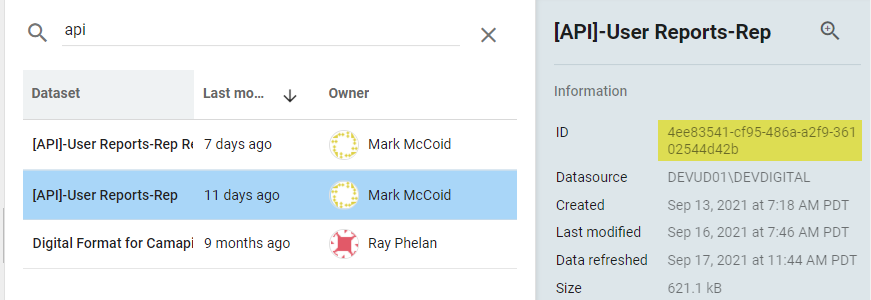 api
Dataset Last mo... Owner
[API]-User Reports-Rep Re 7 days ago Mark McCoid
[API]-User Reports-Rep 11 days ago Mark McCoid
Digital Format for Camapi 9 months ago Ray Phelan
[API]-User Reports-Rep
Information
ID 4ee83541-cf95-486a-a2f9-361
02544d42b
Datasource DEVUD01\DEVDIGITAL
Created Sep 13, 2021 at 7:18 AM PDT
Last modified Sep 16, 2021 at 7:46 AM PDT
Data refreshed Sep 17, 2021 at 11:44 AM PDT
Size 621.1 kB